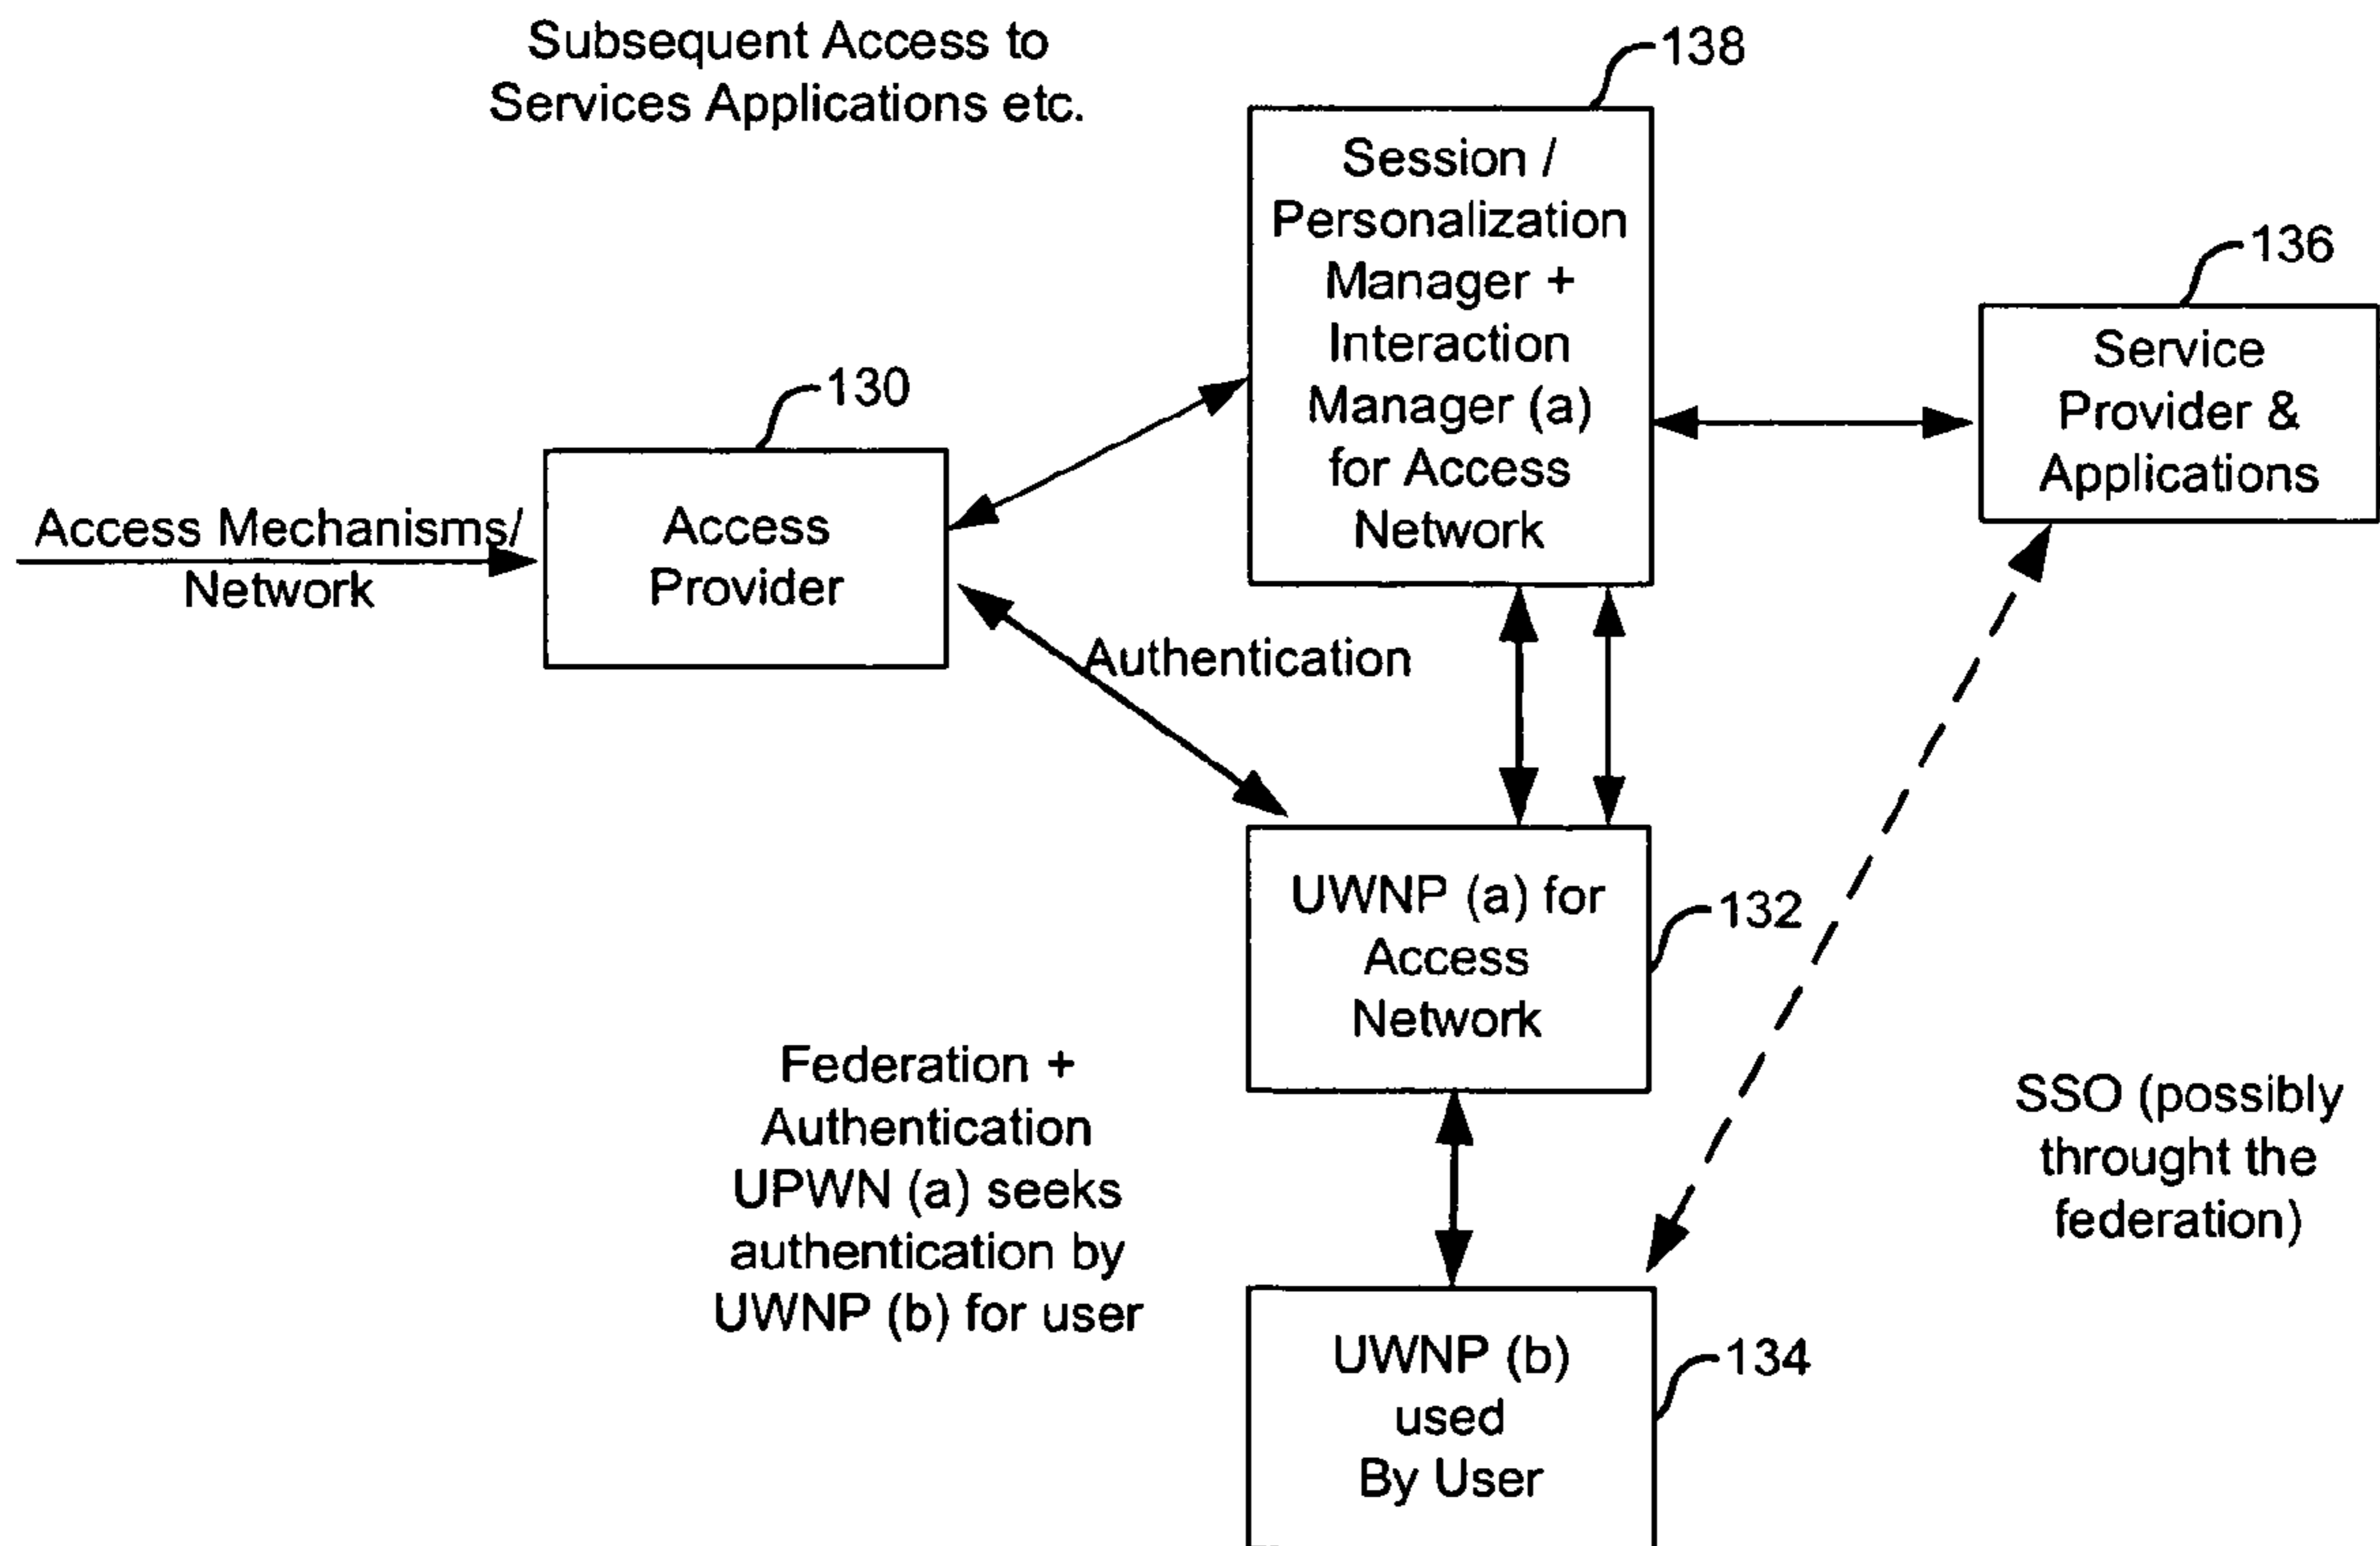 Subsequent Access to
Services Applications etc.
138
Session /
Personalization
Manager +
Interaction
Manager (a)
for Access
Network
136
Service
Provider &
Applications
130
Access
Provider
Access Mechanisms/
Network
Authentication
UWNP (a) for
Access
Network
132
Federation +
Authentication
UPWN (a) seeks
authentication by
UWNP (b) for user
SSO (possibly
throught the
federation)
UWNP (b)
used
By User
134